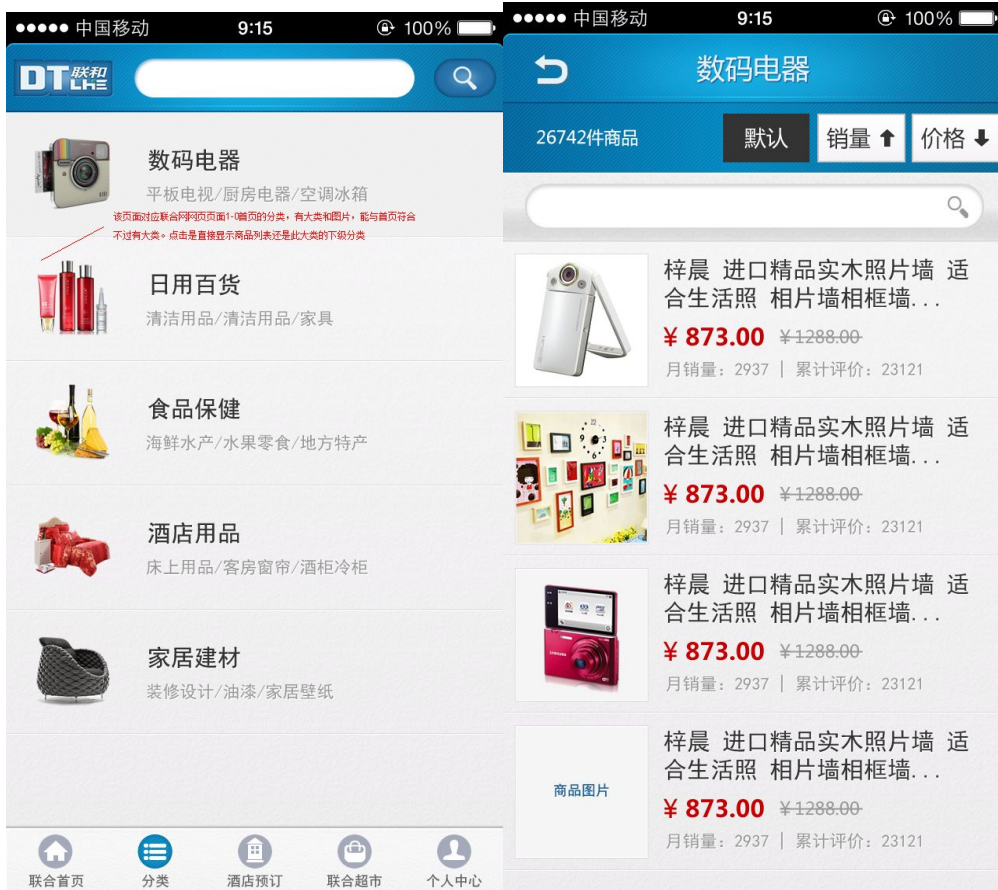 中国移动
9:15
100%
DT联和
LHE
数码电器
平板电视/厨房电器/空调冰箱
该页面对应联合网网页页面1-0首页的分类，有大类和图片，能与首页符合
不过有大类。点击是直接显示商品列表还是此大类的下级分类
日用百货
清洁用品/清洁用品/家具
食品保健
海鲜水产/水果零食/地方特产
酒店用品
床上用品/客房窗帘/酒柜冷柜
家居建材
装修设计/油漆/家居壁纸
联合首页
分类
酒店预订
联合超市
个人中心
中国移动
9:15
100%
数码电器
26742件商品
默认
销量
价格
梓晨 进口精品实木照片墙 适
合生活照 相片墙相框墙...
¥ 873.00 ¥1288.00
月销量：2937 | 累计评价：23121
梓晨 进口精品实木照片墙 适
合生活照 相片墙相框墙...
¥ 873.00 ¥1288.00
月销量：2937 | 累计评价：23121
梓晨 进口精品实木照片墙 适
合生活照 相片墙相框墙...
¥ 873.00 ¥1288.00
月销量：2937 | 累计评价：23121
商品图片
梓晨 进口精品实木照片墙 适
合生活照 相片墙相框墙...
¥ 873.00 ¥1288.00
月销量：2937 | 累计评价：23121